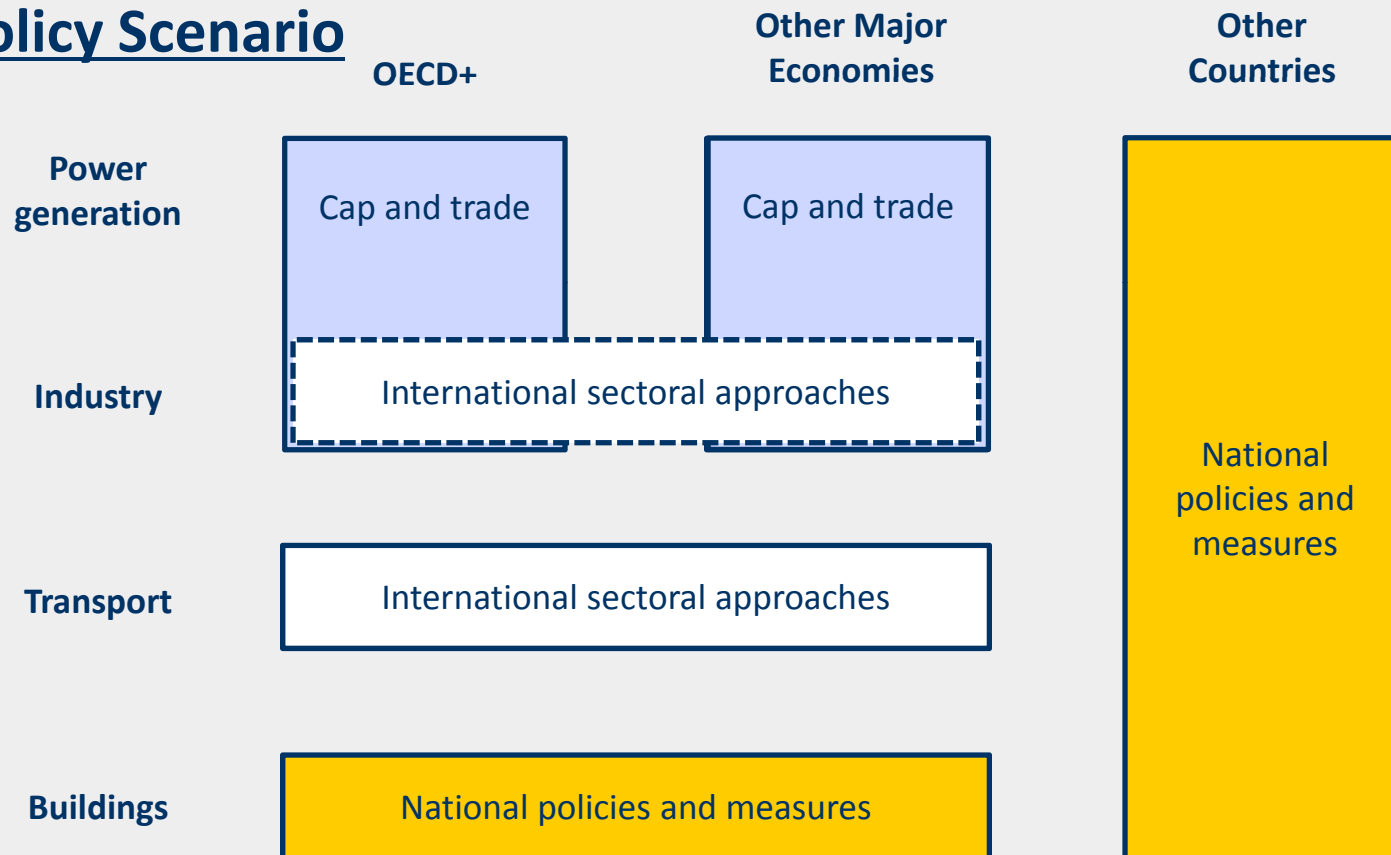 olicy Scenario
OECD+
Other Major
Economies
Other
Countries
Power
generation
Cap and trade
Cap and trade
Industry
International sectoral approaches
National
policies and
measures
Transport
International sectoral approaches
Buildings
National policies and measures